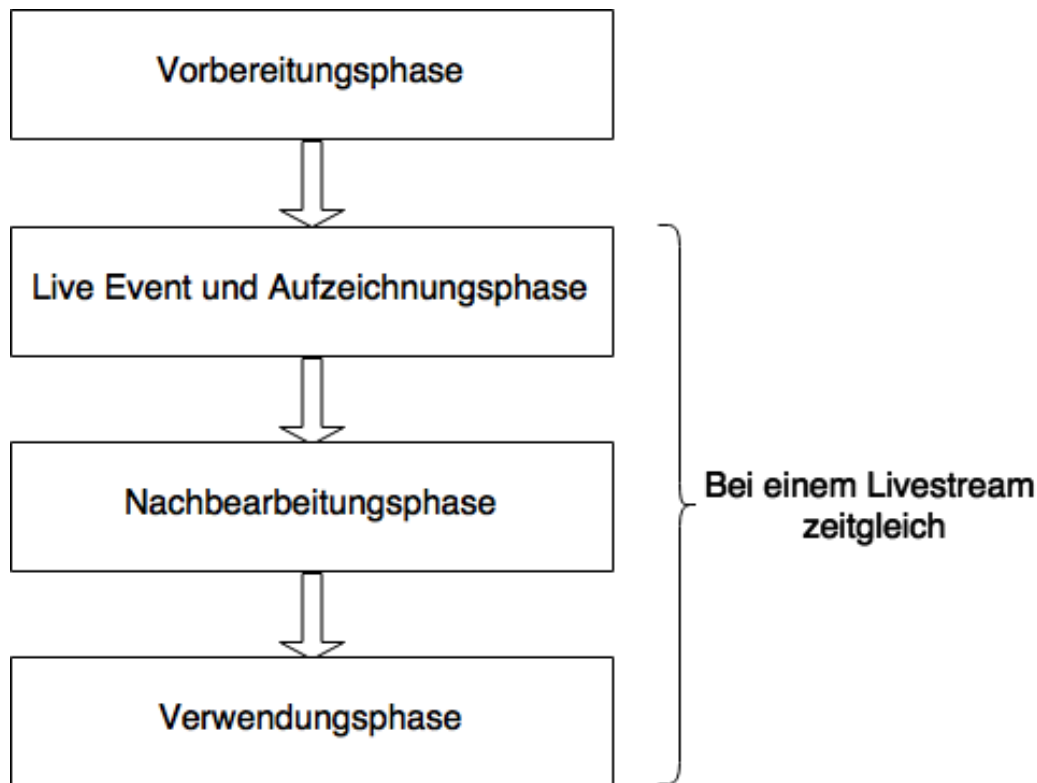 Vorbereitungsphase
Live Event und Aufzeichnungsphase
Nachbearbeitungsphase
Bei einem Livestream
zeitgleich
Verwendungsphase